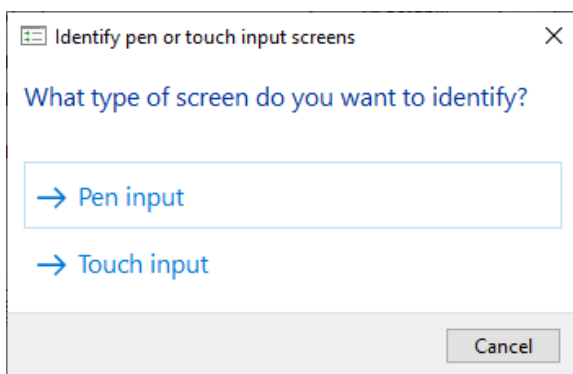 Identify pen or touch input screens
What type of screen do you want to identify?
Pen input
Touch input
Cancel